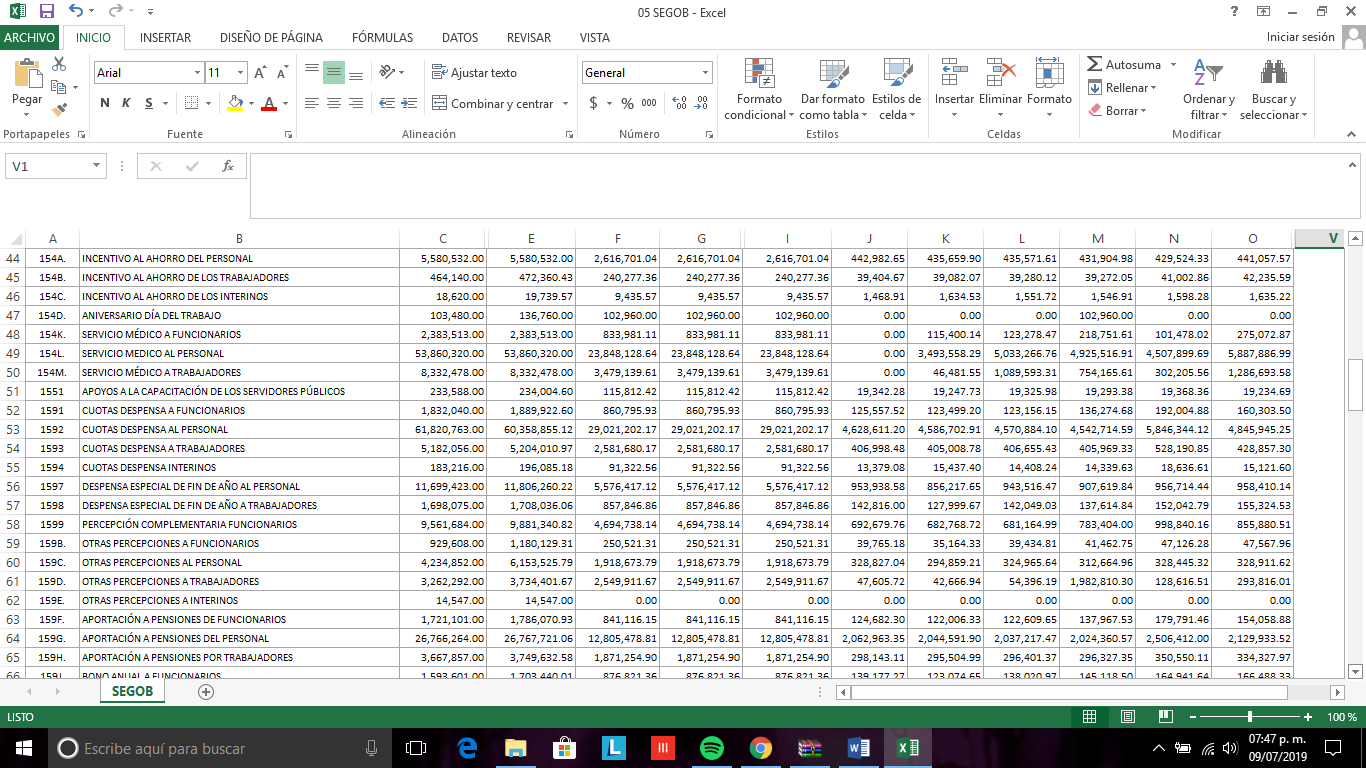 05 SEGOB - Excel
ARCHIVO INICIO INSERTAR DISEÑO DE PÁGINA FÓRMULAS DATOS REVISAR VISTA Iniciar sesión
Arial 11 Ajustar texto General Autosuma
Rellenar
Pegar N K S A Combinar y centrar $ % 000 Formato condicional Dar formato como tabla Estilos de celda Insertar Eliminar Formato Borrar Ordenar y filtrar Buscar y seleccionar
Portapapeles Fuente Alineación Número Estilos Celdas Modificar
V1 fx
A B C E F G I J K L M N O V
44 154A. INCENTIVO AL AHORRO DEL PERSONAL 5,580,532.00 5,580,532.00 2,616,701.04 2,616,701.04 2,616,701.04 442,982.65 435,659.90 435,571.61 431,904.98 429,524.33 441,057.57
45 154B. INCENTIVO AL AHORRO DE LOS TRABAJADORES 464,140.00 472,360.43 240,277.36 240,277.36 240,277.36 39,404.67 39,082.07 39,280.12 39,272.05 41,002.86 42,235.59
46 154C. INCENTIVO AL AHORRO DE LOS INTERINOS 18,620.00 19,739.57 9,435.57 9,435.57 9,435.57 1,468.91 1,634.53 1,551.72 1,546.91 1,598.28 1,635.22
47 154D. ANIVERSARIO DÍA DEL TRABAJO 103,480.00 136,760.00 102,960.00 102,960.00 102,960.00 0.00 0.00 0.00 102,960.00 0.00 0.00
48 154K. SERVICIO MÉDICO A FUNCIONARIOS 2,383,513.00 2,383,513.00 833,981.11 833,981.11 833,981.11 0.00 115,400.14 123,278.47 218,751.61 101,478.02 275,072.87
49 154L. SERVICIO MEDICO AL PERSONAL 53,860,320.00 53,860,320.00 23,848,128.64 23,848,128.64 23,848,128.64 0.00 3,493,558.29 5,033,266.76 4,925,516.91 4,507,899.69 5,887,886.99
50 154M. SERVICIO MÉDICO A TRABAJADORES 8,332,478.00 8,332,478.00 3,479,139.61 3,479,139.61 3,479,139.61 0.00 46,481.55 1,089,593.31 754,165.61 302,205.56 1,286,693.58
51 1551 APOYOS A LA CAPACITACIÓN DE LOS SERVIDORES PÚBLICOS 233,588.00 234,004.60 115,812.42 115,812.42 115,812.42 19,342.28 19,247.73 19,325.98 19,293.38 19,368.36 19,234.69
52 1591 CUOTAS DESPENSA A FUNCIONARIOS 1,832,040.00 1,889,922.60 860,795.93 860,795.93 860,795.93 125,557.52 123,499.20 123,156.15 136,274.68 192,004.88 160,303.50
53 1592 CUOTAS DESPENSA AL PERSONAL 61,820,763.00 60,358,855.12 29,021,202.17 29,021,202.17 29,021,202.17 4,628,611.20 4,586,702.91 4,570,884.10 4,542,714.59 5,846,344.12 4,845,945.25
54 1593 CUOTAS DESPENSA A TRABAJADORES 5,182,056.00 5,204,010.97 2,581,680.17 2,581,680.17 2,581,680.17 406,998.48 405,008.78 406,655.43 405,969.33 528,190.85 428,857.30
55 1594 CUOTAS DESPENSA INTERINOS 183,216.00 196,085.18 91,322.56 91,322.56 91,322.56 13,379.08 15,437.40 14,408.24 14,339.63 18,636.61 15,121.60
56 1597 DESPENSA ESPECIAL DE FIN DE AÑO AL PERSONAL 11,699,423.00 11,806,260.22 5,576,417.12 5,576,417.12 5,576,417.12 953,938.58 856,217.65 943,516.47 907,619.84 956,714.44 958,410.14
57 1598 DESPENSA ESPECIAL DE FIN DE AÑO A TRABAJADORES 1,698,075.00 1,708,036.06 857,846.86 857,846.86 857,846.86 142,816.00 127,999.67 142,049.03 137,614.84 152,042.79 155,324.53
58 1599 PERCEPCIÓN COMPLEMENTARIA FUNCIONARIOS 9,561,684.00 9,881,340.82 4,694,738.14 4,694,738.14 4,694,738.14 692,679.76 682,768.72 681,164.99 783,404.00 998,840.16 855,880.51
59 159B. OTRAS PERCEPCIONES A FUNCIONARIOS 929,608.00 1,180,129.31 250,521.31 250,521.31 250,521.31 39,765.18 35,164.33 39,434.81 41,462.75 47,126.28 47,567.96
60 159C. OTRAS PERCEPCIONES AL PERSONAL 4,234,852.00 6,153,525.79 1,918,673.79 1,918,673.79 1,918,673.79 328,827.04 294,859.21 324,965.64 312,664.96 328,445.32 328,911.62
61 159D. OTRAS PERCEPCIONES A TRABAJADORES 3,262,292.00 3,734,401.67 2,549,911.67 2,549,911.67 2,549,911.67 47,605.72 42,666.94 54,396.19 1,982,810.30 128,616.51 293,816.01
62 159E. OTRAS PERCEPCIONES A INTERINOS 14,547.00 14,547.00 0.00 0.00 0.00 0.00 0.00 0.00 0.00 0.00 0.00
63 159F. APORTACIÓN A PENSIONES DE FUNCIONARIOS 1,721,101.00 1,786,070.93 841,116.15 841,116.15 841,116.15 124,682.30 122,006.33 122,609.65 137,967.53 179,791.46 154,058.88
64 159G. APORTACIÓN A PENSIONES DEL PERSONAL 26,766,264.00 26,767,721.06 12,805,478.81 12,805,478.81 12,805,478.81 2,062,963.35 2,044,591.90 2,037,217.47 2,024,360.57 2,506,412.00 2,129,933.52
65 159H. APORTACIÓN A PENSIONES POR TRABAJADORES 3,667,857.00 3,749,632.58 1,871,254.90 1,871,254.90 1,871,254.90 298,143.11 295,504.99 296,401.37 296,327.35 350,550.11 334,327.97
66 BONO ANUAL A FUNCIONARIOS 1,593,601.00 1,703,440.01 876,821.36 876,821.36 876,821.36 139,177.27 123,074.65 138,020.97 145,118.50 164,941.64 166,488.33
SEGOB
LISTO 100 %
Escribe aquí para buscar 07:47 p. m.
09/07/2019